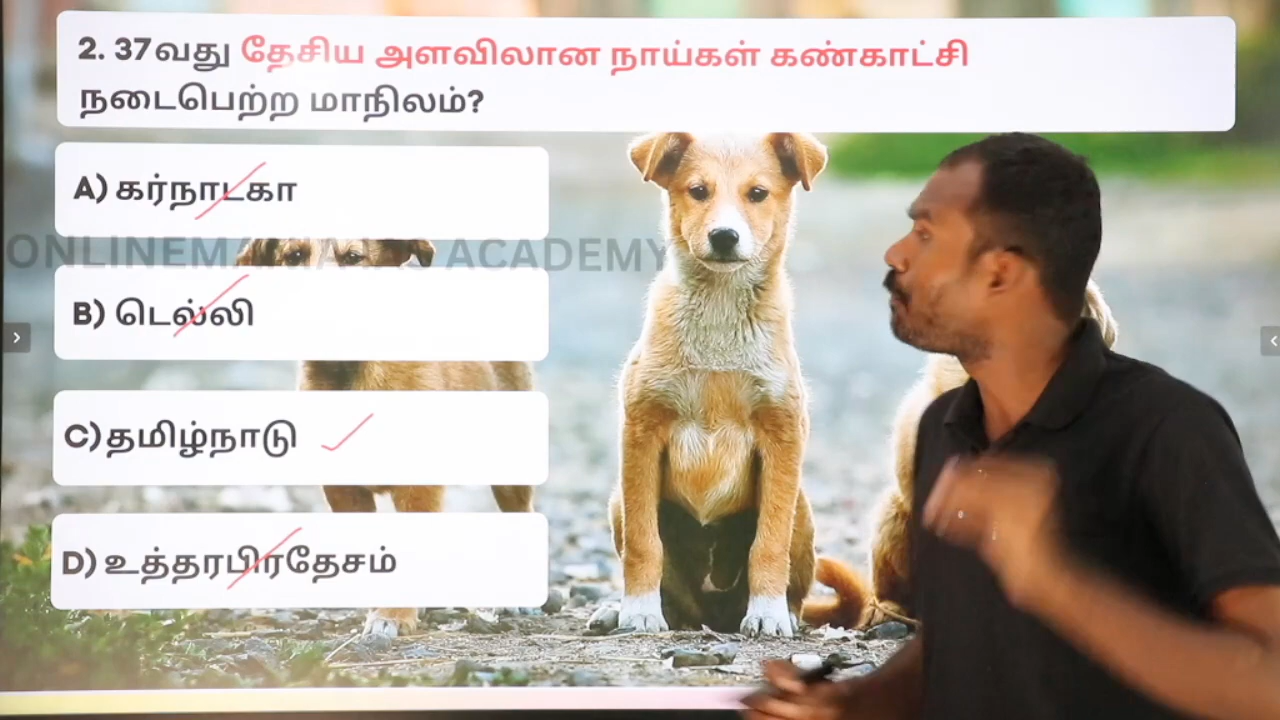 2. 37வது தேசிய அளவிலான நாய்கள் கண்காட்சி
நடைபெற்ற மாநிலம்?
A) கர்நாடகா
B) டெல்லி
C) தமிழ்நாடு
D) உத்தரபிரதேசம்